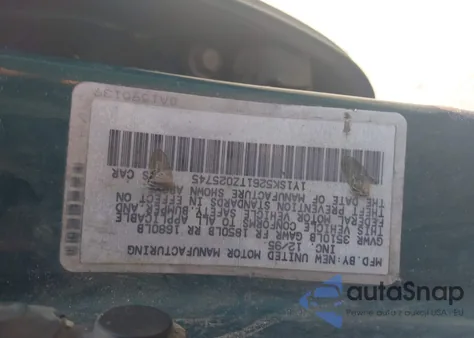 MFD.BY:NEW UNITED MOTOR MANUFACTURING
INC. 12/95
GVWR 3510LB GAWR FR 1850LB RR 1680LB
THIS VEHICLE CONFORMS TO ALL APPLICABLE
FEDERAL MOTOR VEHICLE SAFETY, BUMPER, AND
THEFT PREVENTION STANDARDS IN EFFECT ON
THE DATE OF MANUFACTURE SHOWN ABOVE.
1Y1SK5261TZ025745
CAR
autoSnap